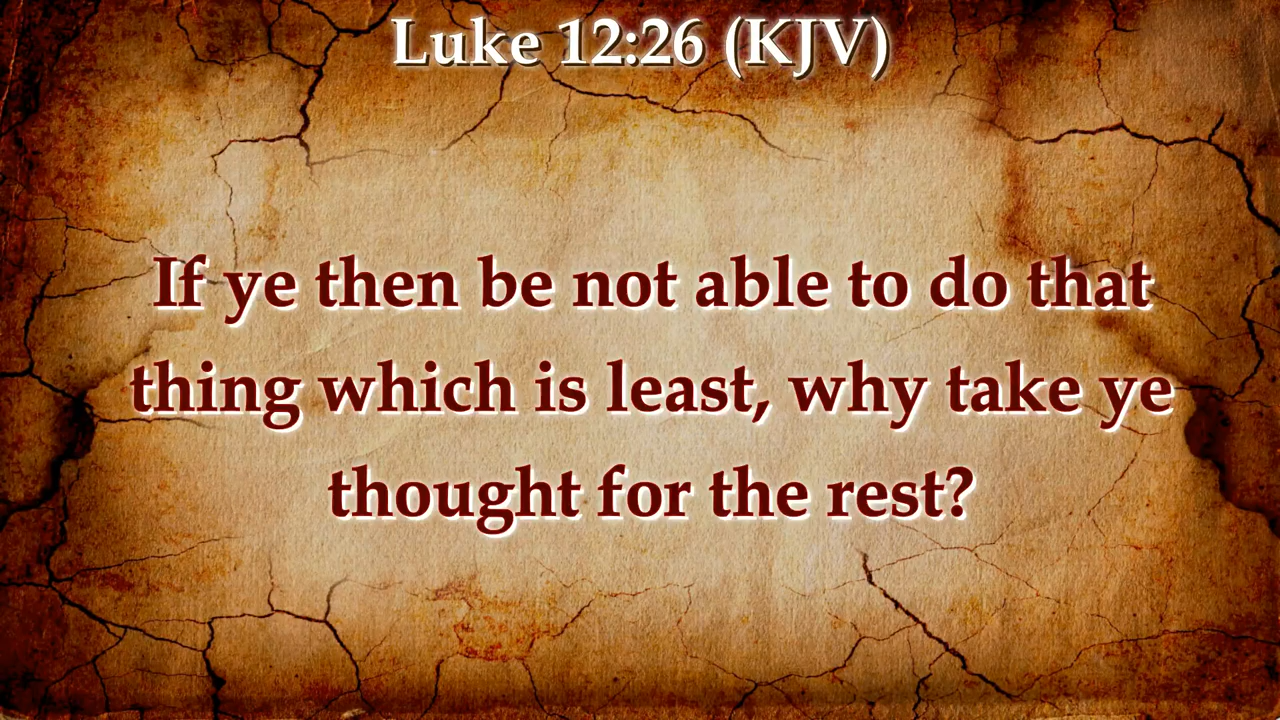 Luke 12:26 (KJV)
If ye then be not able to do that
thing which is least, why take ye
thought for the rest?